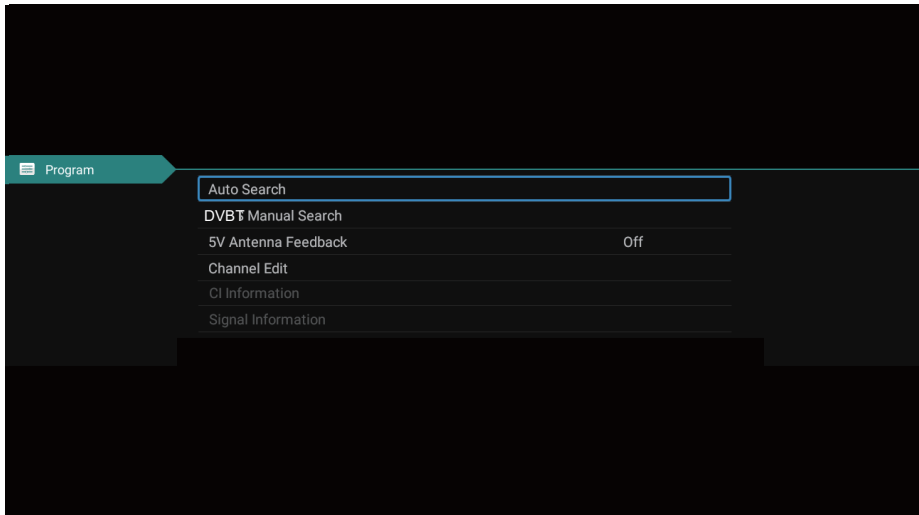 Program
Auto Search
DVBT Manual Search
5V Antenna Feedback Off
Channel Edit
CI Information
Signal Information